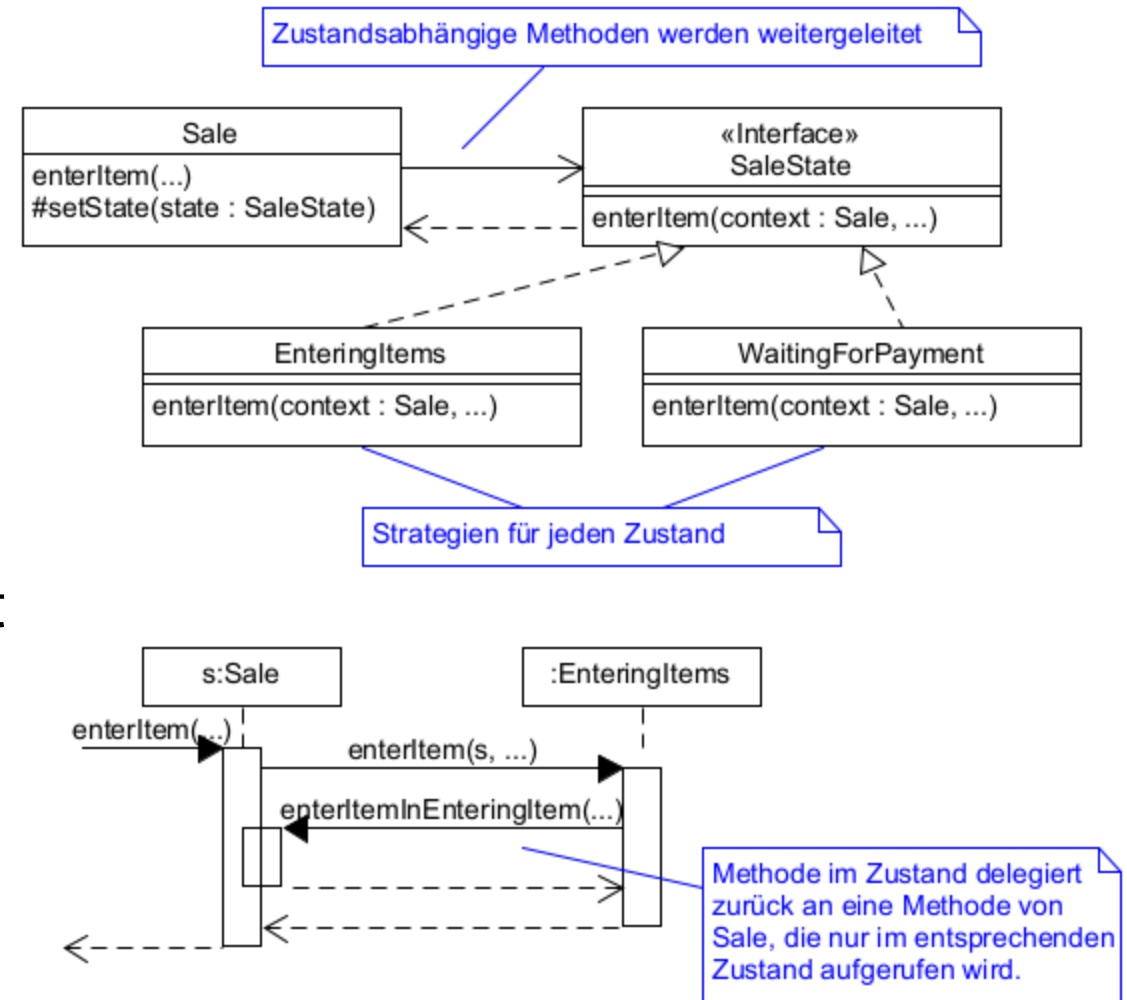 Zustandsabhängige Methoden werden weitergeleitet
Sale
enterItem(...)
#setState(state : SaleState)
«Interface»
SaleState
enterItem(context : Sale, ...)
EnteringItems
enterItem(context : Sale, ...)
WaitingForPayment
enterItem(context : Sale, ...)
Strategien für jeden Zustand
s:Sale
:EnteringItems
enterItem(...)
enterItem(s, ...)
enterItemInEnteringItem(...)
Methode im Zustand delegiert
zurück an eine Methode von
Sale, die nur im entsprechenden
Zustand aufgerufen wird.